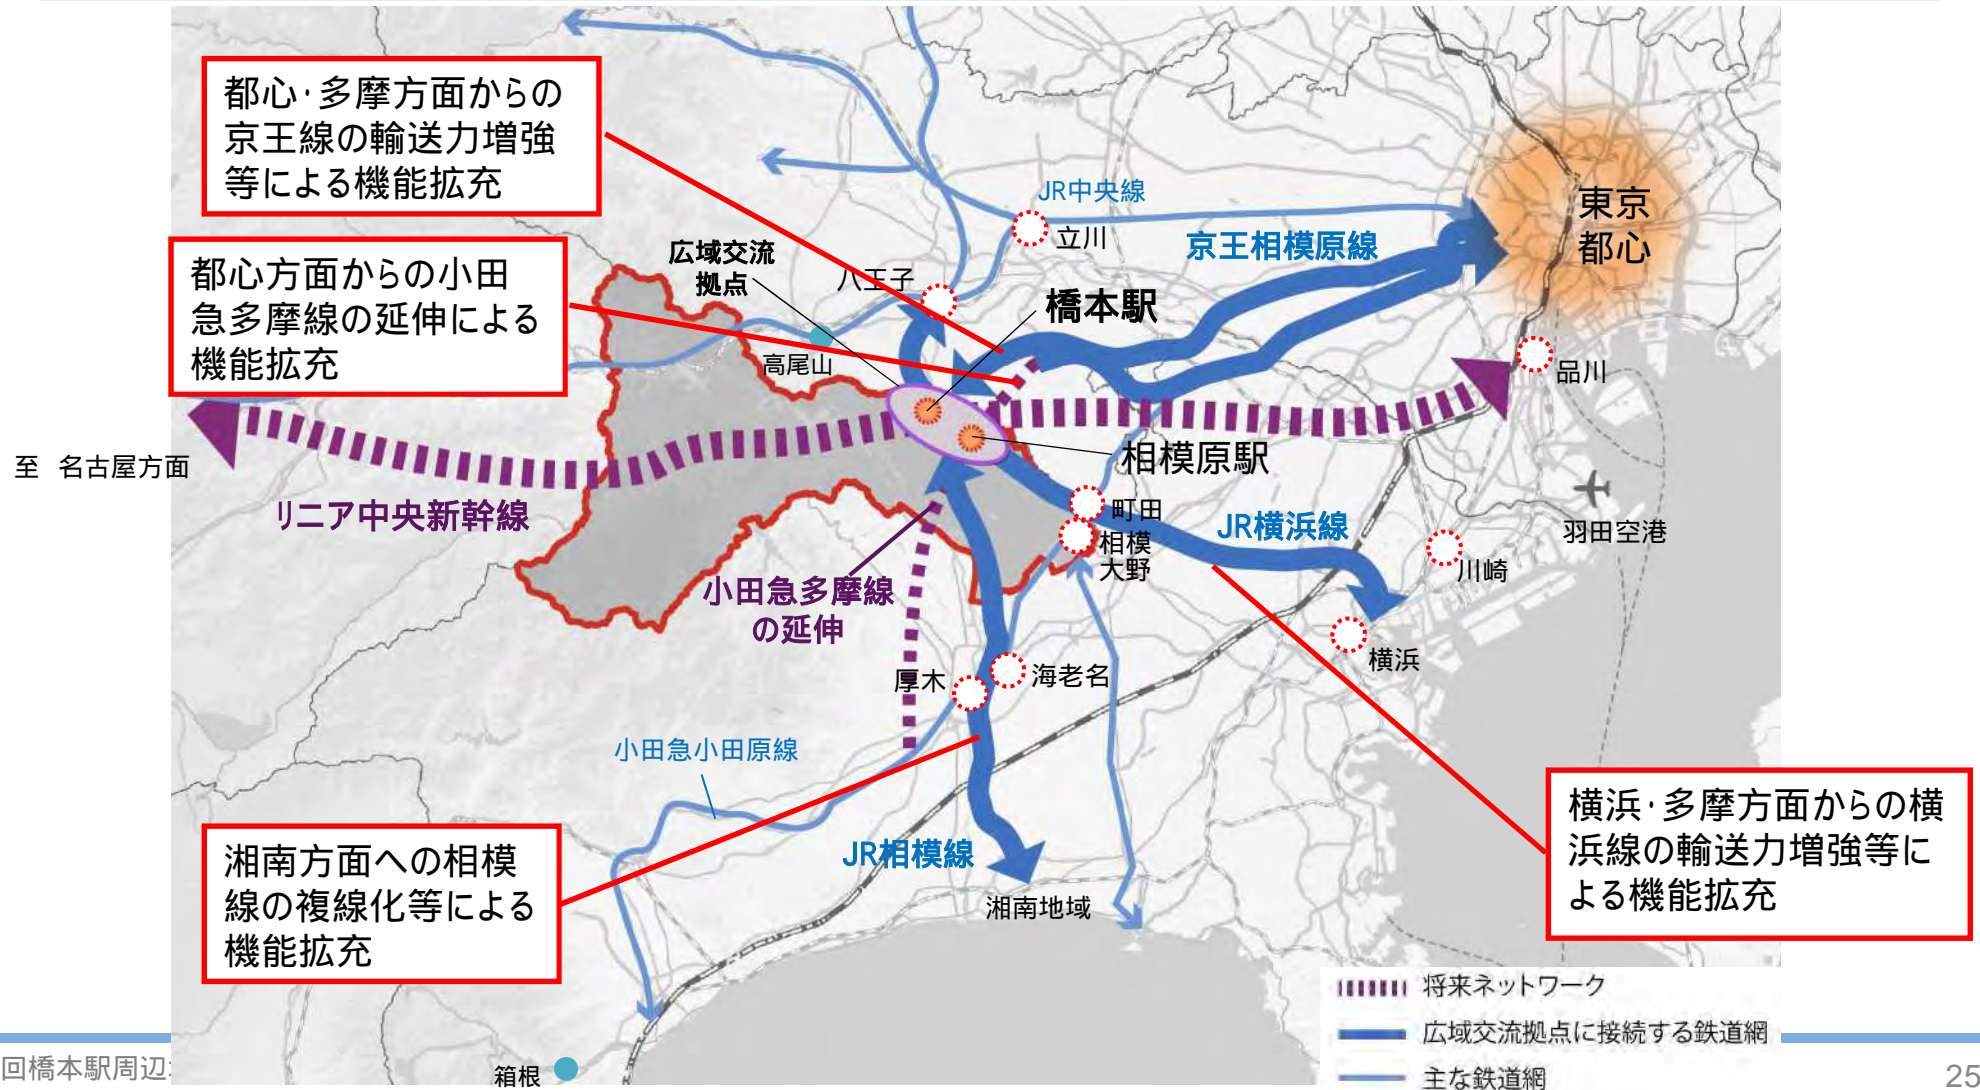 都心・多摩方面からの
京王線の輸送力増強
等による機能拡充
都心方面からの小田
急多摩線の延伸による
機能拡充
広域交流
拠点
八王子
JR中央線
立川
京王相模原線
東京
都心
橋本駅
高尾山
品川
至 名古屋方面
リニア中央新幹線
相模原駅
町田
相模
大野
JR横浜線
羽田空港
川崎
小田急多摩線
の延伸
横浜
厚木
海老名
小田急小田原線
JR相模線
湘南地域
湘南方面への相模
線の複線化等による
機能拡充
横浜・多摩方面からの横
浜線の輸送力増強等に
よる機能拡充
箱根
将来ネットワーク
広域交流拠点に接続する鉄道網
主な鉄道網
回橋本駅周辺
25